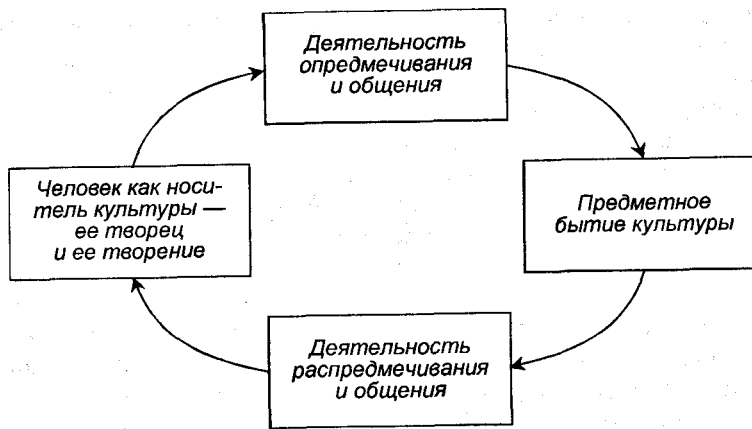 Деятельность
опредмечивания
и общения
Человек как носи-
тель культуры —
ее творец
и ее творение
Предметное
бытие культуры
Деятельность
распредмечивания
и общения